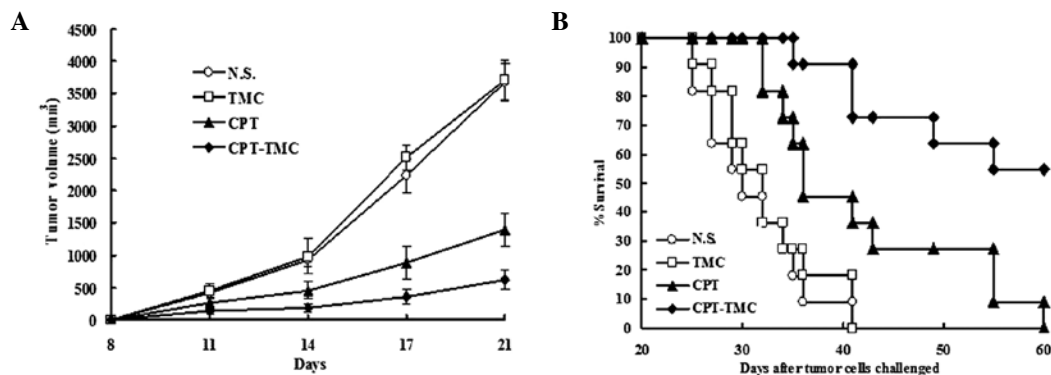 A
Tumor volume (mm³)
4500
4000
3500
3000
2500
2000
1500
1000
500
0
N.S.
TMC
CPT
CPT-TMC
8
11
14
17
21
Days
B
% Survival
100
90
80
70
60
50
40
30
20
10
0
N.S.
TMC
CPT
CPT-TMC
20
30
40
50
60
Days after tumor cells challenged